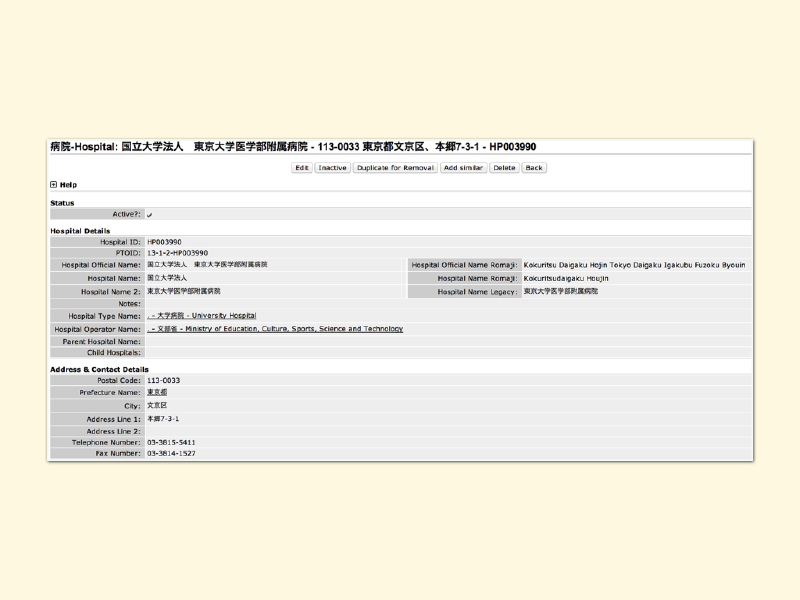 病院-Hospital: 国立大学法人　東京大学医学部附属病院 - 113-0033 東京都文京区、本郷7-3-1 - HP003990
Edit Inactive Duplicate for Removal Add similar Delete Back
Help
Status
Active?:
Hospital Details
Hospital ID: HP003990
PTOID: 13-1-2-HP003990
Hospital Official Name: 国立大学法人　東京大学医学部附属病院 Hospital Official Name Romaji: Kokuritsu Daigaku Hojin Tokyo Daigaku Igakubu Fuzoku Byouin
Hospital Name: 国立大学法人 Hospital Name Romaji: Kokuritsudaigaku Houjin
Hospital Name 2: 東京大学医学部附属病院 Hospital Name Legacy: 東京大学医学部附属病院
Notes:
Hospital Type Name: . - 大学病院 - University Hospital
Hospital Operator Name: . - 文部省 - Ministry of Education, Culture, Sports, Science and Technology
Parent Hospital Name:
Child Hospitals:
Address & Contact Details
Postal Code: 113-0033
Prefecture Name: 東京都
City: 文京区
Address Line 1: 本郷7-3-1
Address Line 2:
Telephone Number: 03-3815-5411
Fax Number: 03-3814-1527